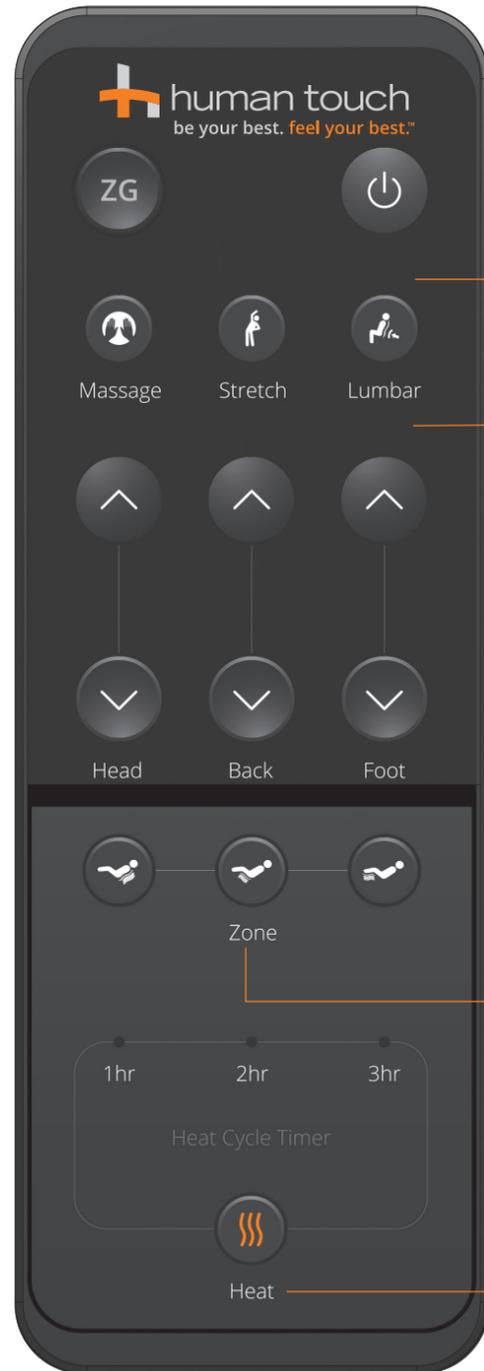 human touch
be your best. feel your best.™
ZG
Massage Stretch Lumbar
Head Back Foot
Zone
1hr 2hr 3hr
Heat Cycle Timer
Heat